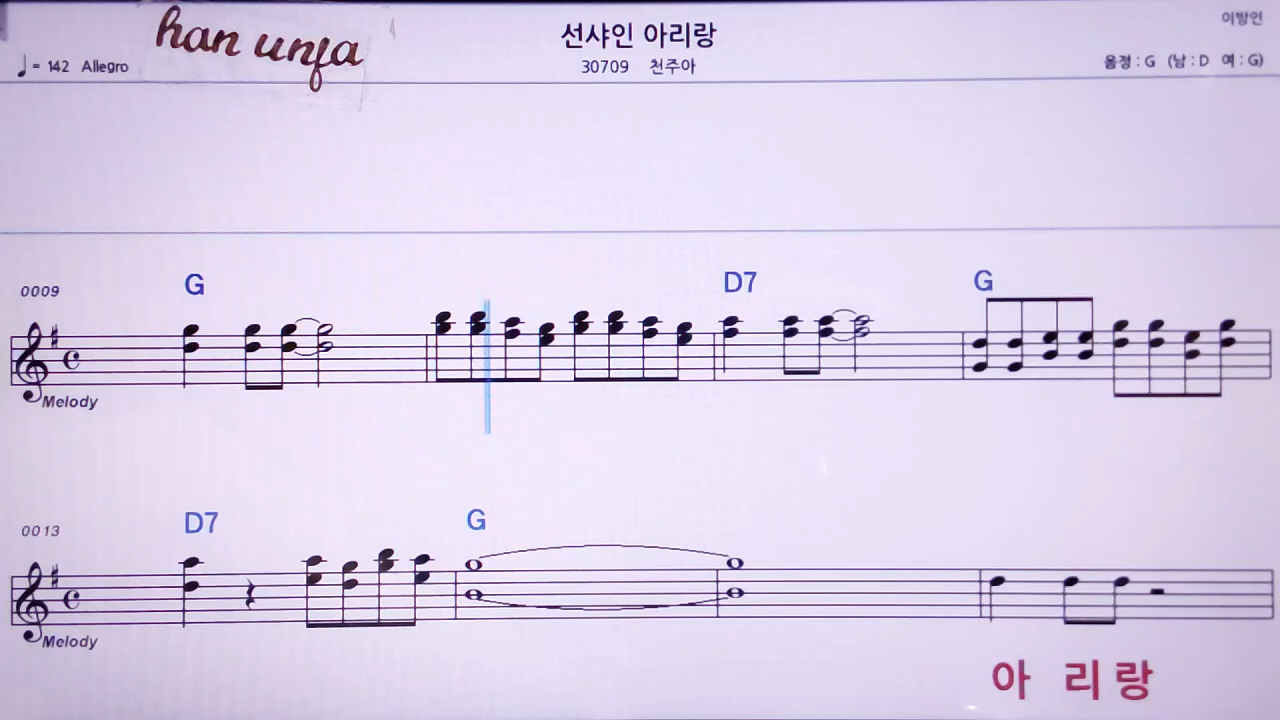 han unfa
선샤인 아리랑
이방인
= 142 Allegro
30709 천주아
음정 : G (남 : D 여 : G)
0009
G
D7
G
Melody
0013
D7
G
Melody
아 리 랑